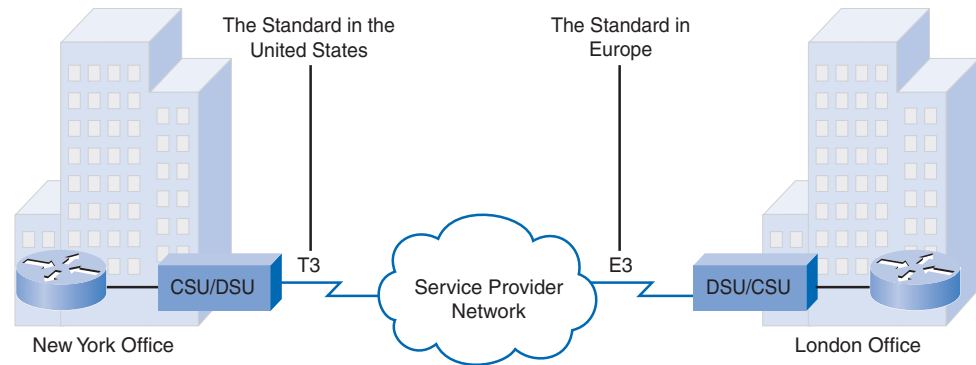 The Standard in the
United States
The Standard in
Europe
T3
E3
CSU/DSU
Service Provider
Network
DSU/CSU
New York Office
London Office